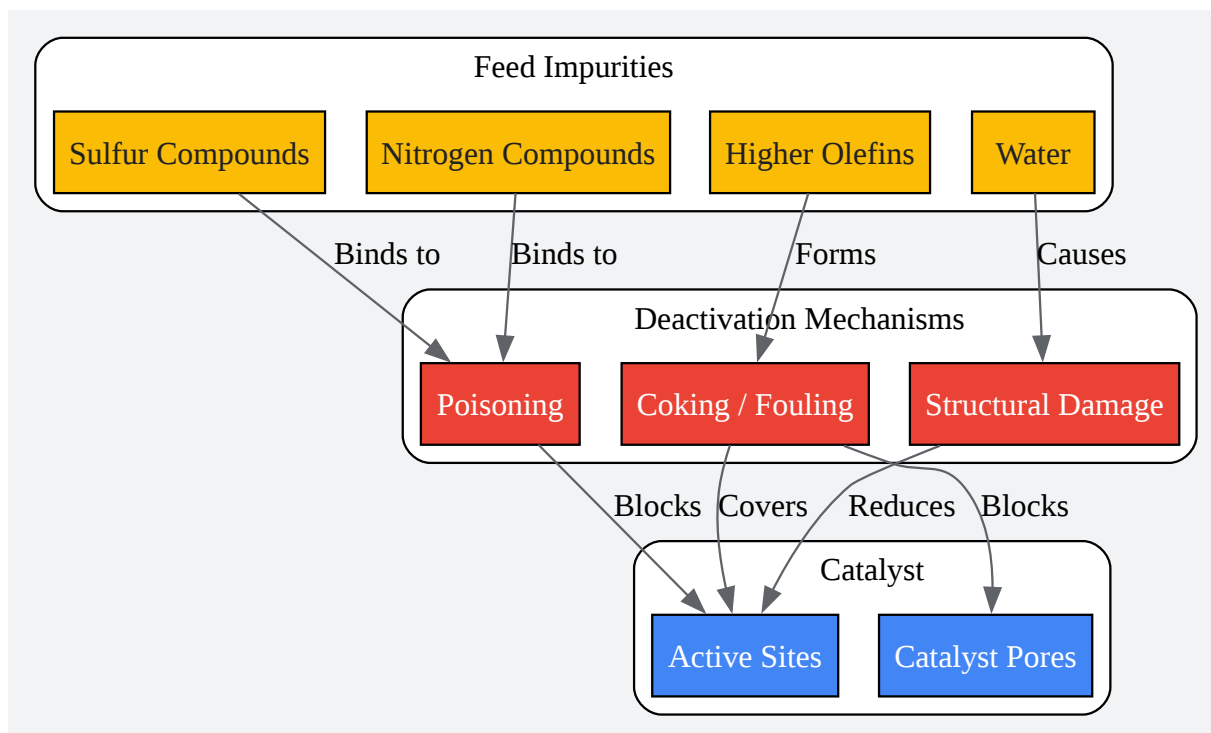 Feed Impurities
Sulfur Compounds
Nitrogen Compounds
Higher Olefins
Water
Binds to
Binds to
Forms
Causes
Deactivation Mechanisms
Poisoning
Coking / Fouling
Structural Damage
Blocks
Covers
Reduces
Blocks
Catalyst
Active Sites
Catalyst Pores